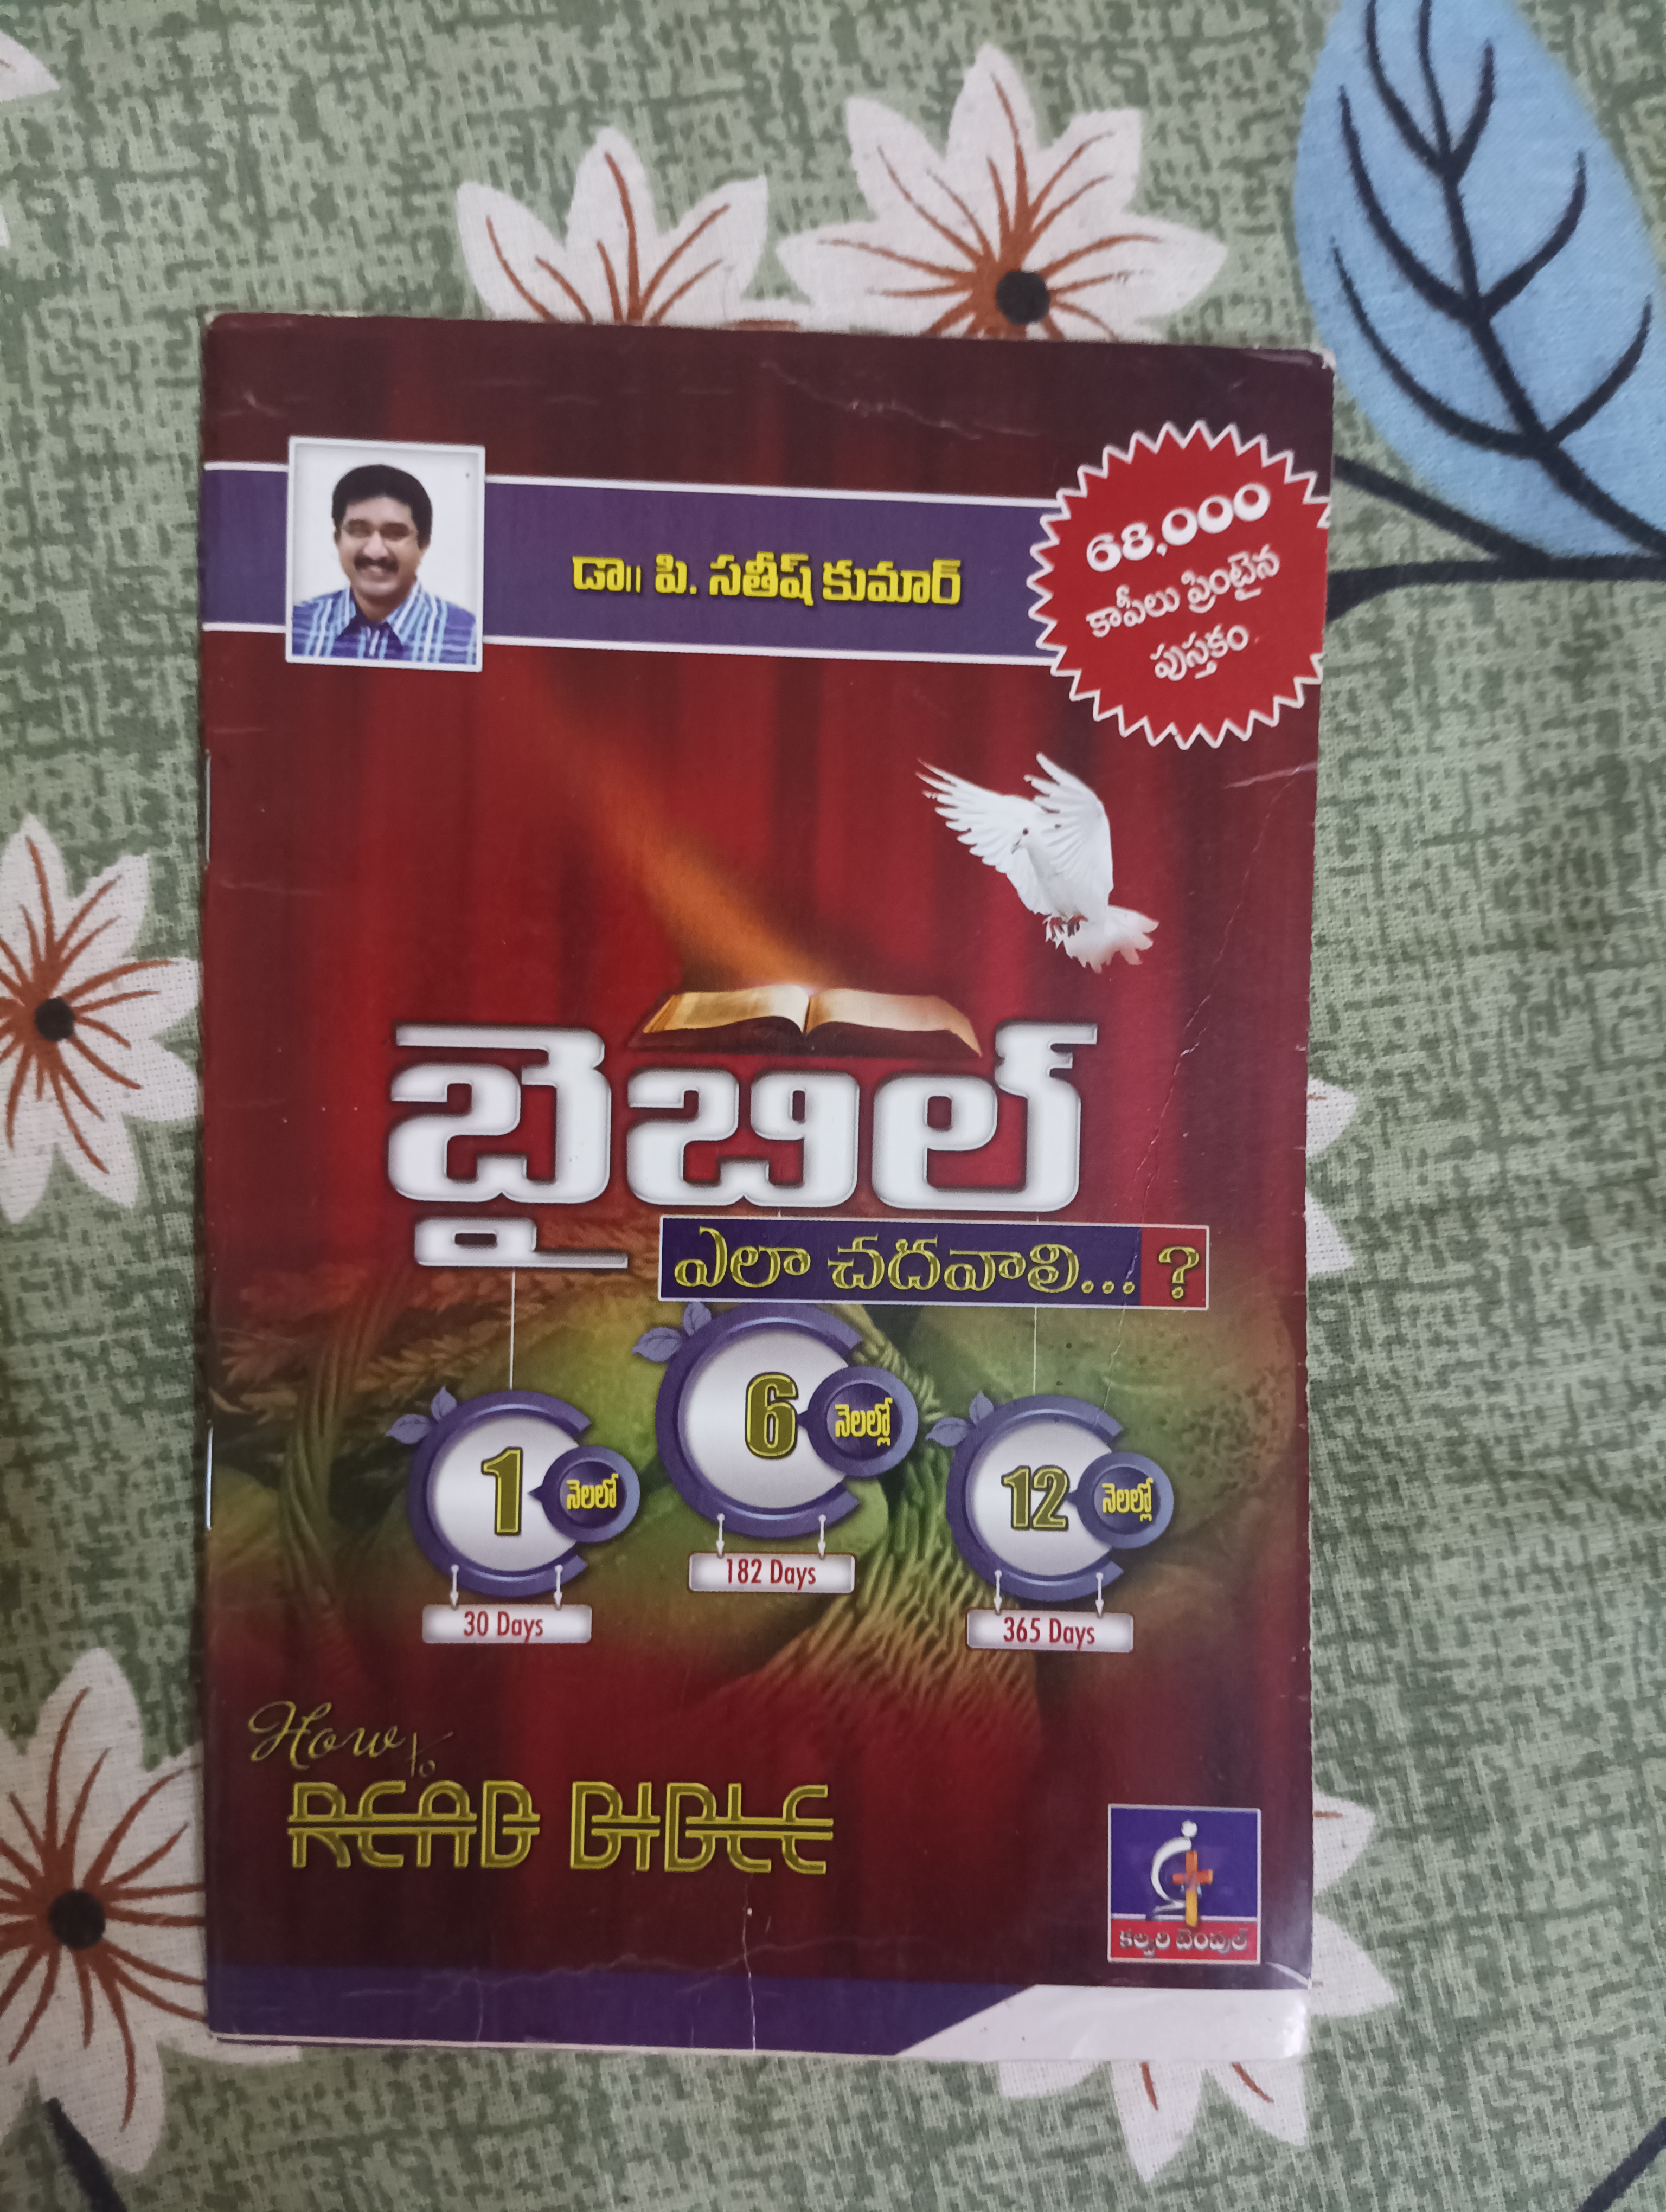 డా॥ పి. సతీష్ కుమార్
68,000
కాపీలు ప్రింటైన
పుస్తకం
బైబిల్
ఎలా చదవాలి...?
1 నెలలో
30 Days
6 నెలల్లో
182 Days
12 నెలల్లో
365 Days
How to
READ BIBLE
కల్వరి టెంపుల్